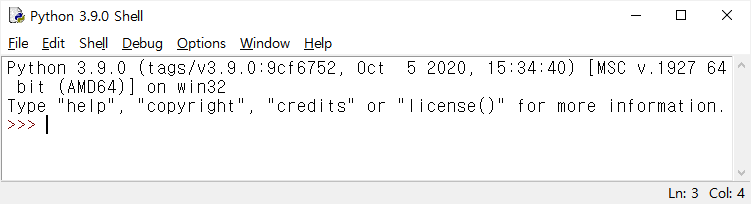 Python 3.9.0 Shell
File Edit Shell Debug Options Window Help
Python 3.9.0 (tags/v3.9.0:9cf6752, Oct  5 2020, 15:34:40) [MSC v.1927 64
 bit (AMD64)] on win32
Type "help", "copyright", "credits" or "license()" for more information.
>>>
Ln: 3 Col: 4